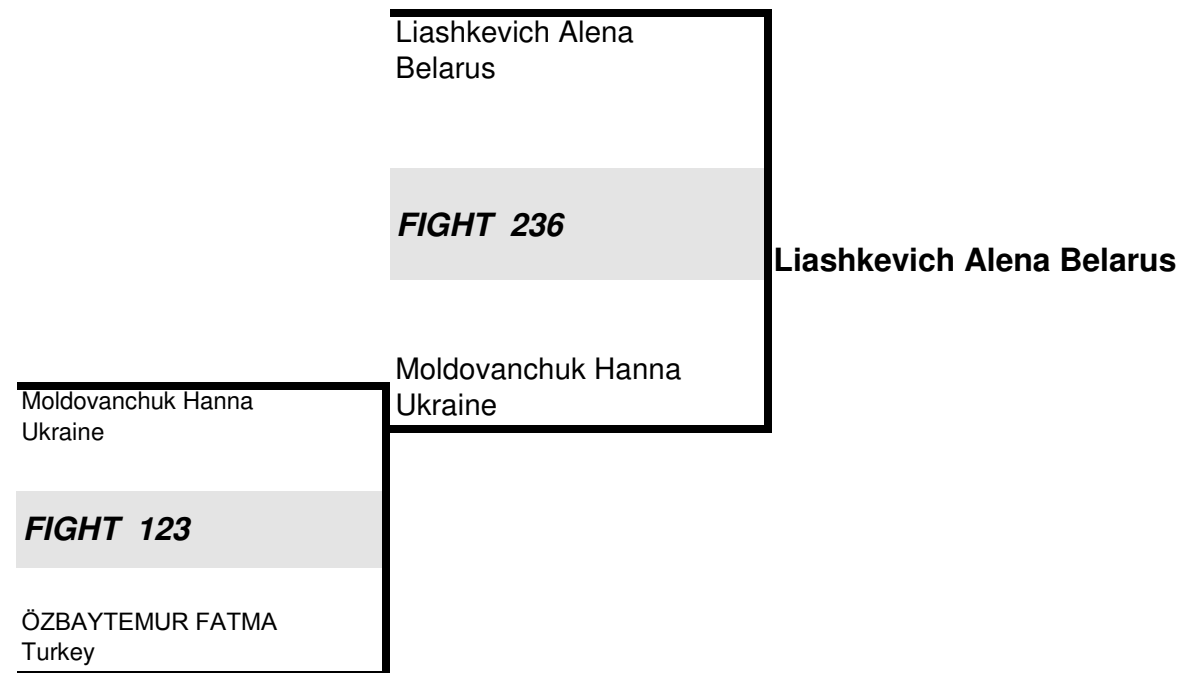 Liashkevich Alena
Belarus
FIGHT 236
Liashkevich Alena Belarus
Moldovanchuk Hanna
Ukraine
Moldovanchuk Hanna
Ukraine
FIGHT 123
ÖZBAYTEMUR FATMA
Turkey